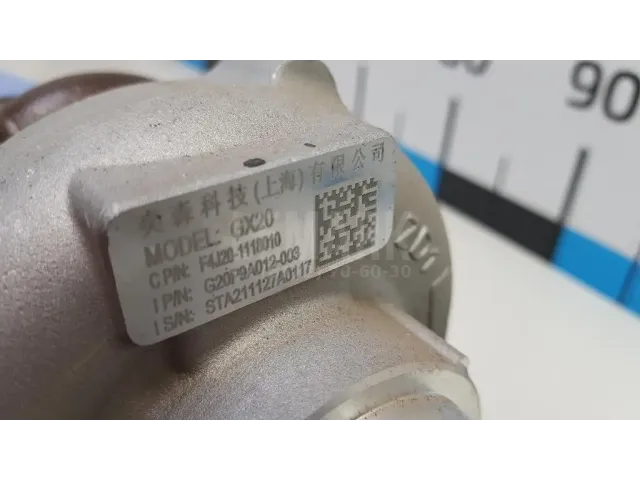 科技(上海)有限公司
MODEL: GX20
C P/N: F4J20-1118010
I P/N: G20P9A012-003
I S/N: STA211127A0117
90